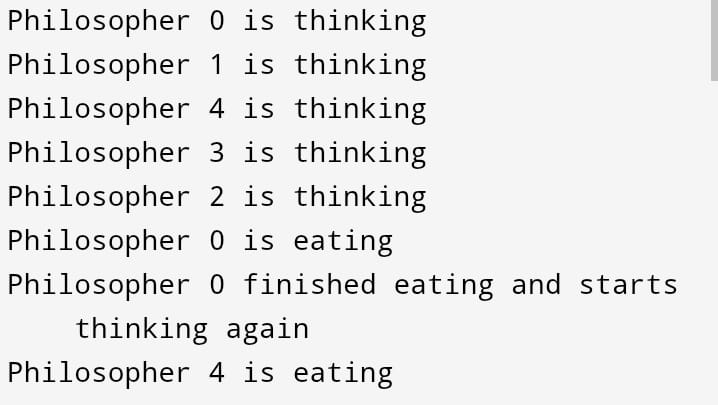 Philosopher 0 is thinking
Philosopher 1 is thinking
Philosopher 4 is thinking
Philosopher 3 is thinking
Philosopher 2 is thinking
Philosopher 0 is eating
Philosopher 0 finished eating and starts
thinking again
Philosopher 4 is eating